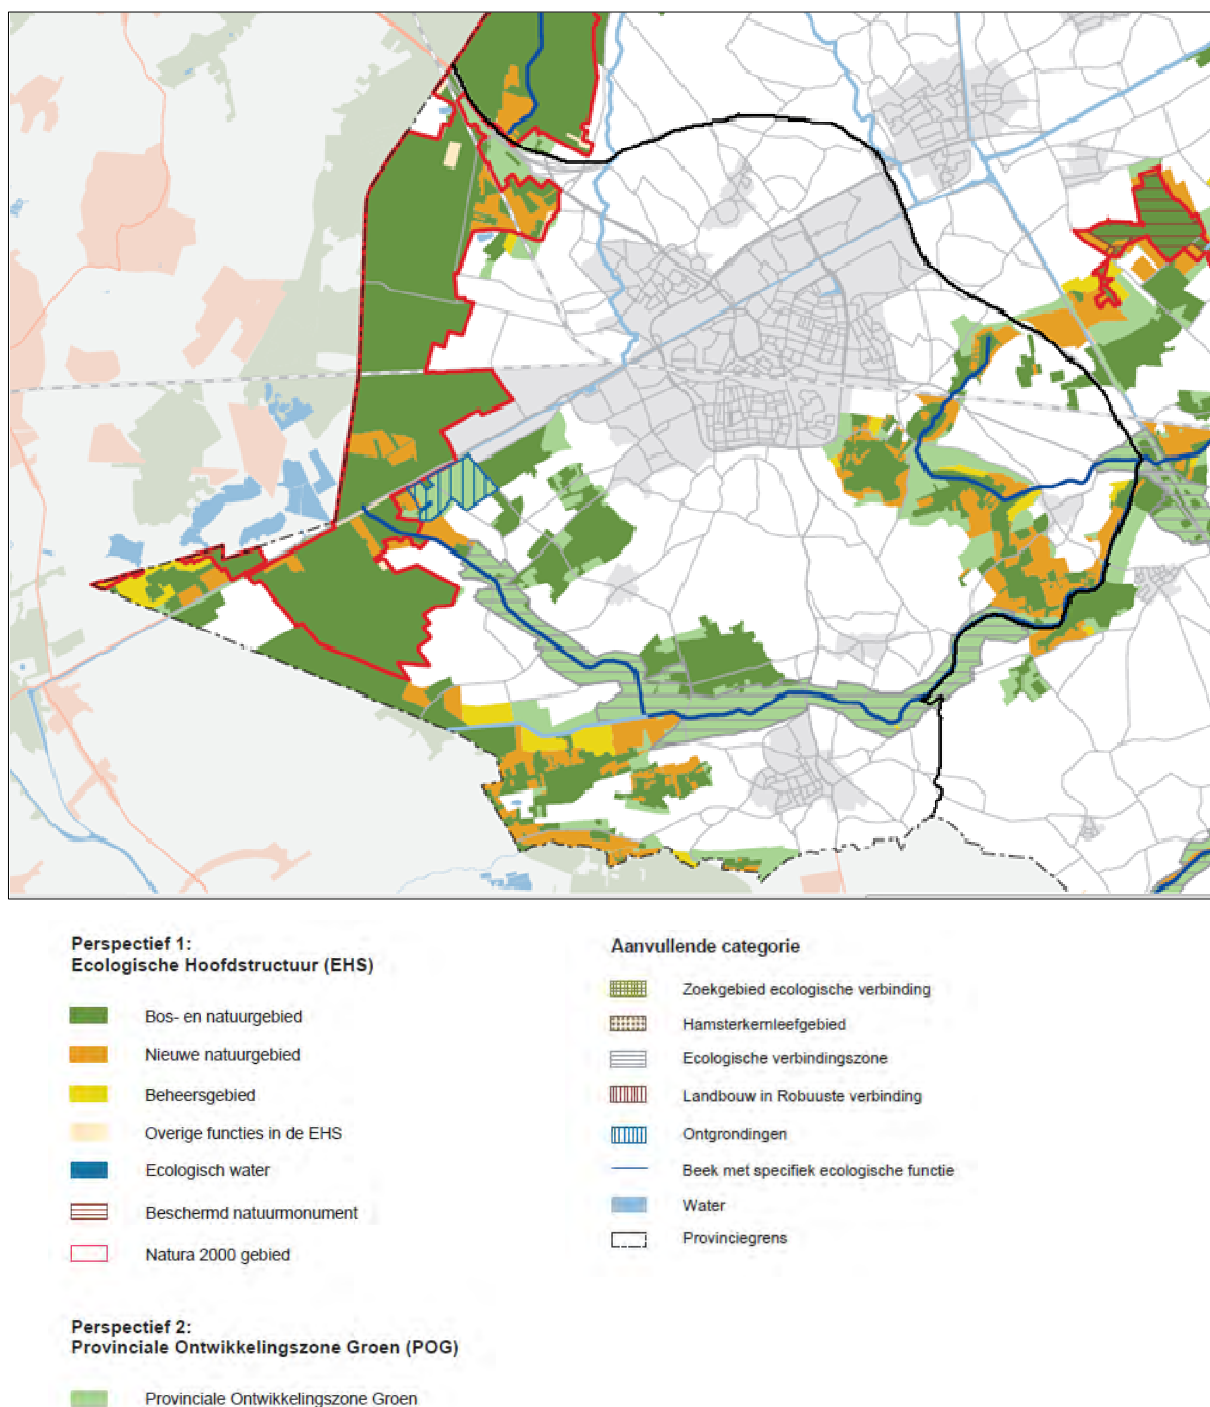 Perspectief 1:
Ecologische Hoofdstructuur (EHS)
Bos- en natuurgebied
Nieuwe natuurgebied
Beheersgebied
Overige functies in de EHS
Ecologisch water
Beschermd natuurmonument
Natura 2000 gebied
Perspectief 2:
Provinciale Ontwikkelingszone Groen (POG)
Provinciale Ontwikkelingszone Groen
Aanvullende categorie
Zoekgebied ecologische verbinding
Hamsterkernleefgebied
Ecologische verbindingszone
Landbouw in Robuuste verbinding
Ontgrondingen
Beek met specifiek ecologische functie
Water
Provinciegrens